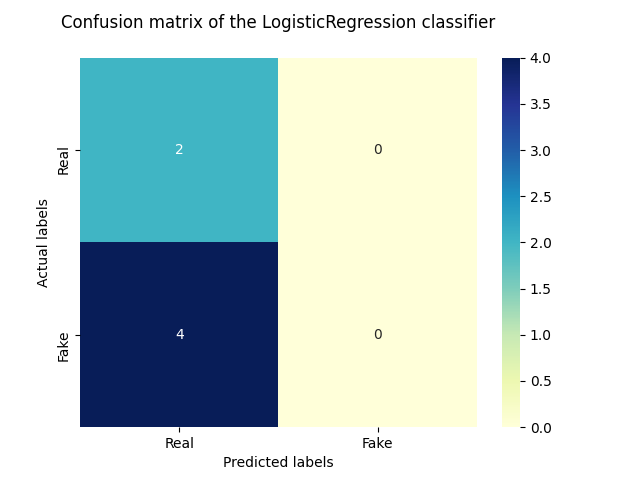 Confusion matrix of the LogisticRegression classifier
Actual labels
Real
Fake
2
0
4
0
Real
Fake
Predicted labels
4.0
3.5
3.0
2.5
2.0
1.5
1.0
0.5
0.0